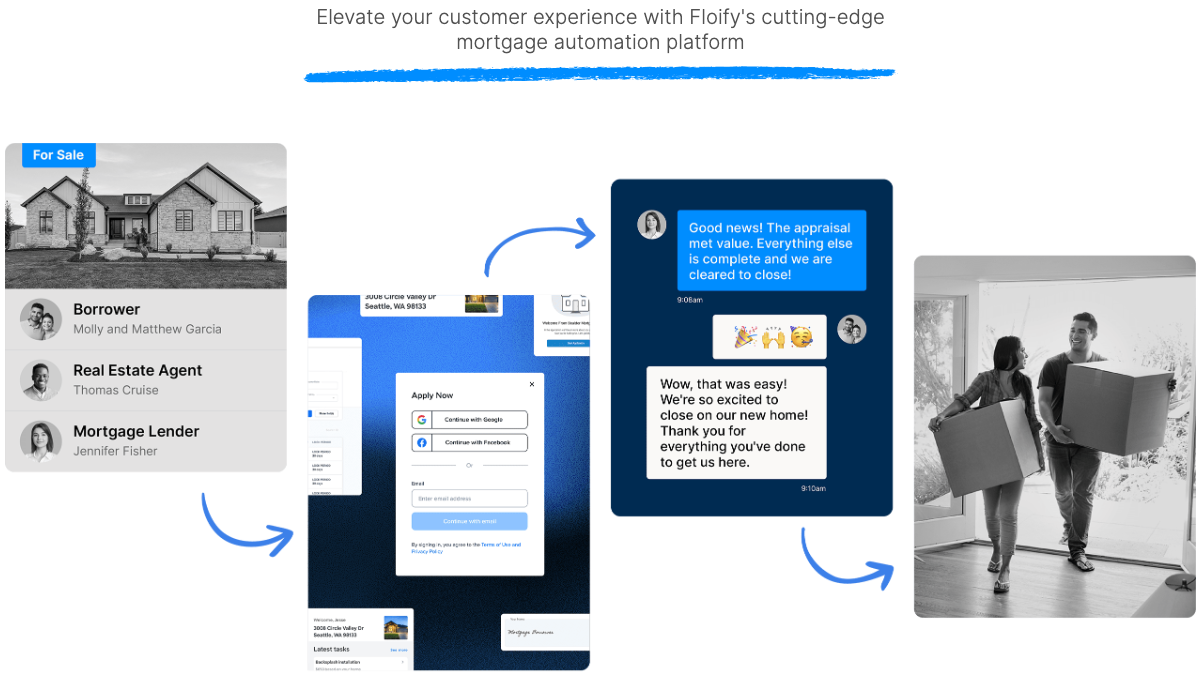 Elevate your customer experience with Floify's cutting-edge
mortgage automation platform
For Sale
Borrower
Molly and Matthew Garcia
Real Estate Agent
Thomas Cruise
Mortgage Lender
Jennifer Fisher
3008 Circle Valley Dr
Seattle, WA 98133
Apply Now
Continue with Google
Continue with Facebook
Or
Email
Enter email address
Continue with email
By signing in, you agree to the Terms of Use and
Privacy Policy
Welcome, Jesse
3008 Circle Valley Dr
Seattle, WA 98133
Latest tasks
See more
Backsplash installation
Good news! The appraisal
met value. Everything else
is complete and we are
cleared to close!
9:08am
🎉🙌🥳
Wow, that was easy!
We're so excited to
close on our new home!
Thank you for
everything you've done
to get us here.
9:10am